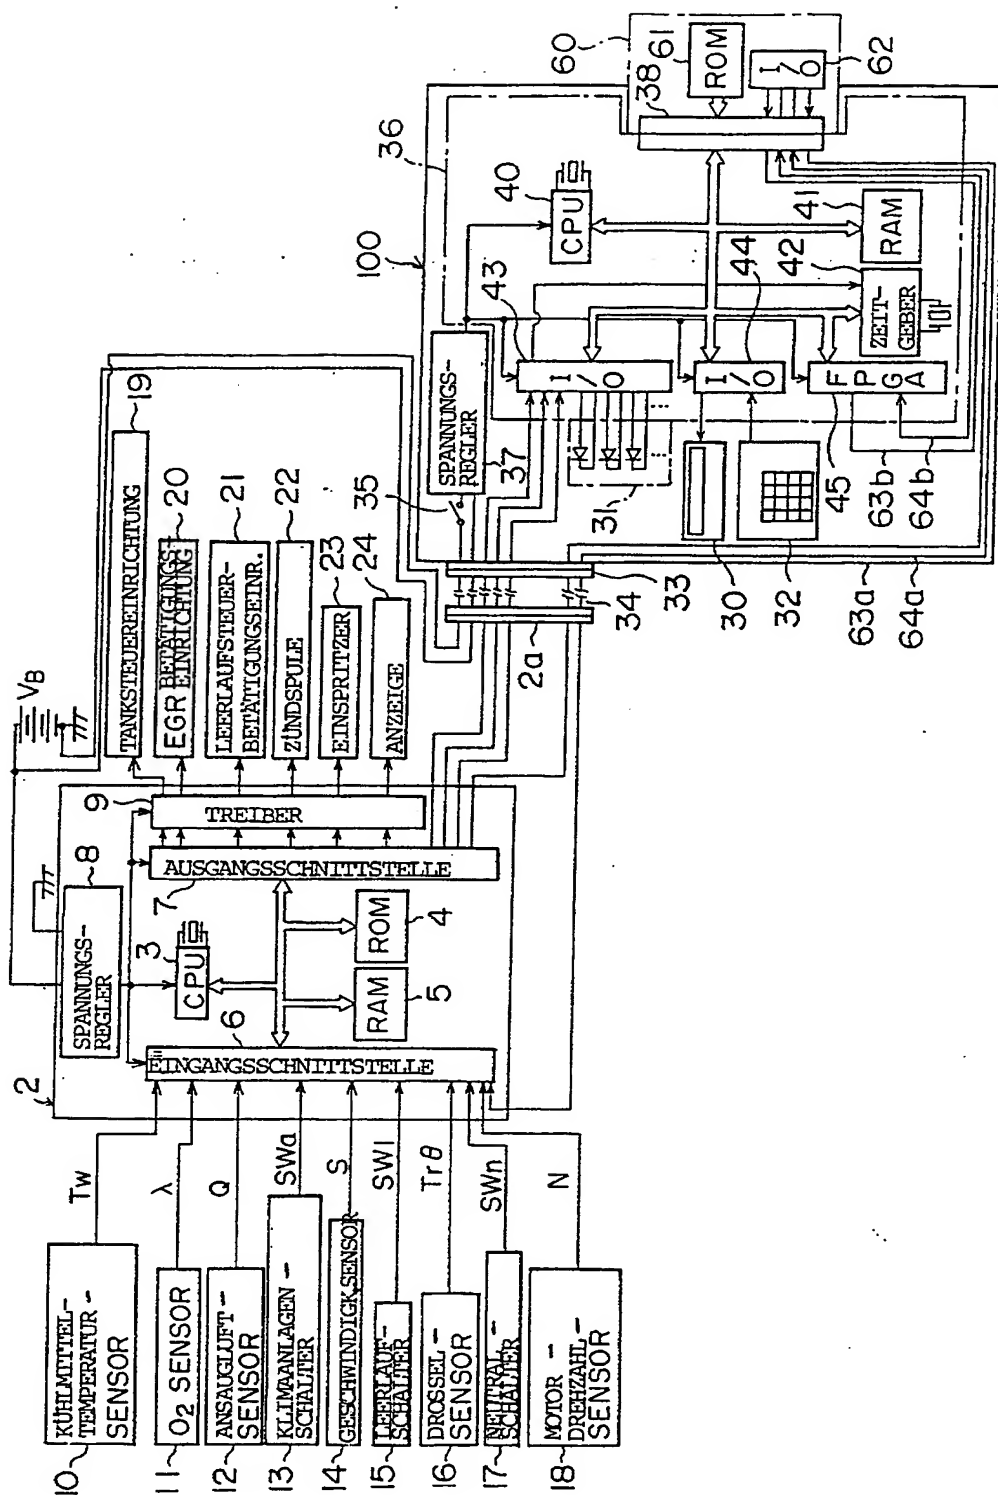 10
KÜHLMITTEL-
TEMPERATUR-
SENSOR
Tw
11
O2 SENSOR
λ
12
ANSAUGLUFT-
SENSOR
Q
13
KLIMAANLAGEN-
SCHALTER
SWa
14
GESCHWINDIGK.SENSOR
S
15
LEERLAUF-
SCHALTER
SWI
16
DROSSEL-
SENSOR
Trθ
17
NEUTRAL-
SCHALTER
SWn
18
MOTOR-
DREHZAHL-
SENSOR
N
2
SPANNUNGS-
REGLER
8
EINGANGSSCHNITTSTELLE
6
CPU
3
RAM
5
ROM
4
AUSGANGSSCHNITTSTELLE
7
TREIBER
9
VB
TANKSTEUEREINRICHTUNG
19
EGR BETÄTIGUNGS-
EINRICHTUNG
20
LEERLAUFSTEUER-
BETÄTIGUNGSEINR.
21
ZÜNDSPULE
22
EINSPRITZER
23
ANZEIGE
24
2a
34
33
35
SPANNUNGS-
REGLER
37
100
36
43
I/O
31
30
32
I/O
44
FPGA
45
63b
64b
63a
64a
CPU
40
RAM
41
ZEIT-
GEBER
42
38
60
ROM
61
I/O
62